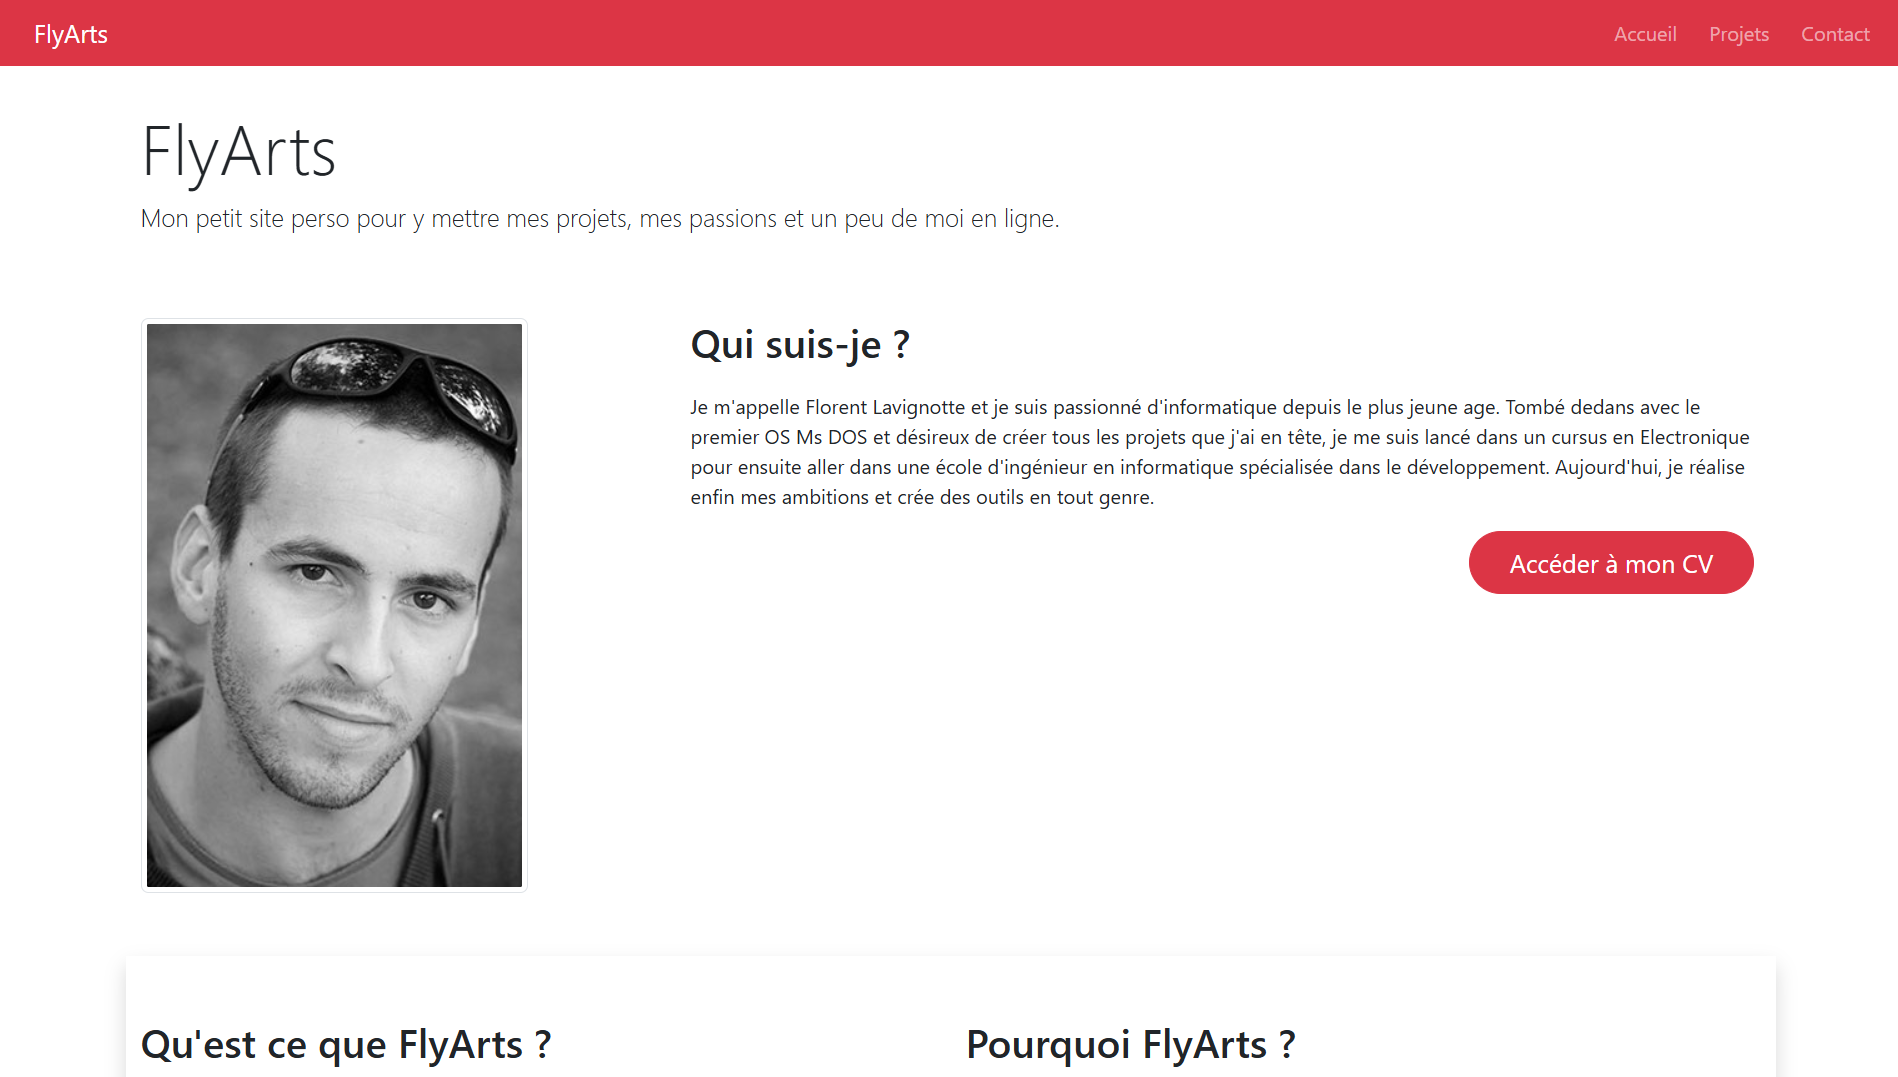 FlyArts
Accueil Projets Contact
FlyArts
Mon petit site perso pour y mettre mes projets, mes passions et un peu de moi en ligne.
Qui suis-je ?
Je m'appelle Florent Lavignotte et je suis passionné d'informatique depuis le plus jeune age. Tombé dedans avec le
premier OS Ms DOS et désireux de créer tous les projets que j'ai en tête, je me suis lancé dans un cursus en Electronique
pour ensuite aller dans une école d'ingénieur en informatique spécialisée dans le développement. Aujourd'hui, je réalise
enfin mes ambitions et crée des outils en tout genre.
Accéder à mon CV
Qu'est ce que FlyArts ?
Pourquoi FlyArts ?